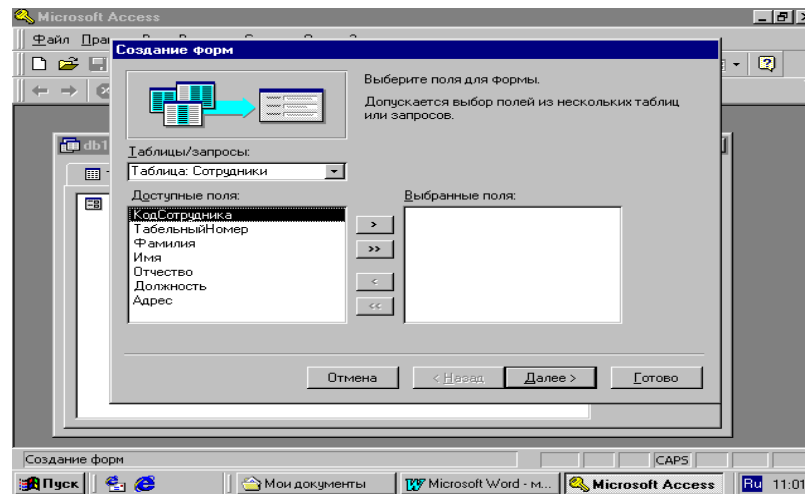 Microsoft Access
Файл Прав
Создание форм
Выберите поля для формы.
Допускается выбор полей из нескольких таблиц
или запросов.
db1
Таблицы/запросы:
Таблица: Сотрудники
Доступные поля:
Выбранные поля:
КодСотрудника
ТабельныйНомер
Фамилия
Имя
Отчество
Должность
Адрес
>
>>
<
<<
Отмена
< Назад
Далее >
Готово
Создание форм
CAPS
Пуск
Мои документы
Microsoft Word - м...
Microsoft Access
Ru
11:01